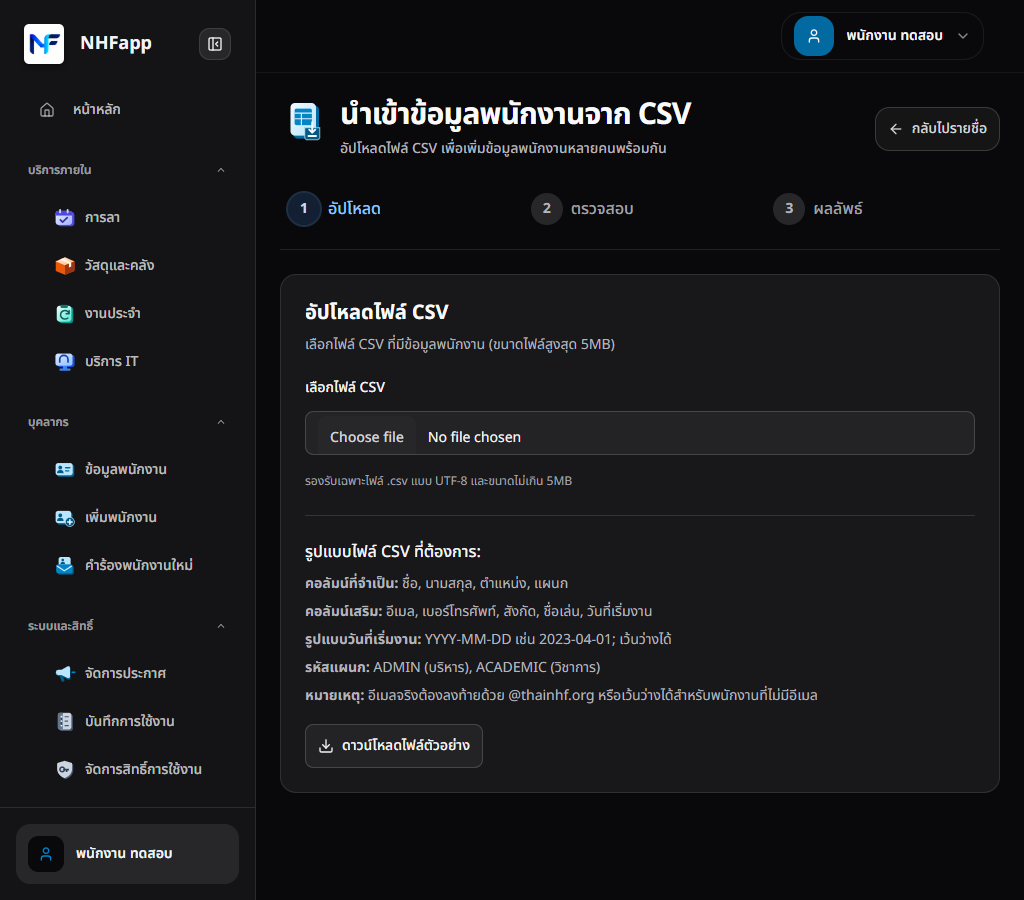 NHFapp
พนักงาน ทดสอบ
หน้าหลัก
บริการภายใน
การลา
วัสดุและคลัง
งานประจำ
บริการ IT
บุคลากร
ข้อมูลพนักงาน
เพิ่มพนักงาน
คำร้องพนักงานใหม่
ระบบและสิทธิ์
จัดการประกาศ
บันทึกการใช้งาน
จัดการสิทธิ์การใช้งาน
พนักงาน ทดสอบ
นำเข้าข้อมูลพนักงานจาก CSV
อัปโหลดไฟล์ CSV เพื่อเพิ่มข้อมูลพนักงานหลายคนพร้อมกัน
กลับไปรายชื่อ
1 อัปโหลด
2 ตรวจสอบ
3 ผลลัพธ์
อัปโหลดไฟล์ CSV
เลือกไฟล์ CSV ที่มีข้อมูลพนักงาน (ขนาดไฟล์สูงสุด 5MB)
เลือกไฟล์ CSV
Choose file No file chosen
รองรับเฉพาะไฟล์ .csv แบบ UTF-8 และขนาดไม่เกิน 5MB
รูปแบบไฟล์ CSV ที่ต้องการ:
คอลัมน์ที่จำเป็น: ชื่อ, นามสกุล, ตำแหน่ง, แผนก
คอลัมน์เสริม: อีเมล, เบอร์โทรศัพท์, สังกัด, ชื่อเล่น, วันที่เริ่มงาน
รูปแบบวันที่เริ่มงาน: YYYY-MM-DD เช่น 2023-04-01; เว้นว่างได้
รหัสแผนก: ADMIN (บริหาร), ACADEMIC (วิชาการ)
หมายเหตุ: อีเมลจริงต้องลงท้ายด้วย @thainhf.org หรือเว้นว่างได้สำหรับพนักงานที่ไม่มีอีเมล
ดาวน์โหลดไฟล์ตัวอย่าง